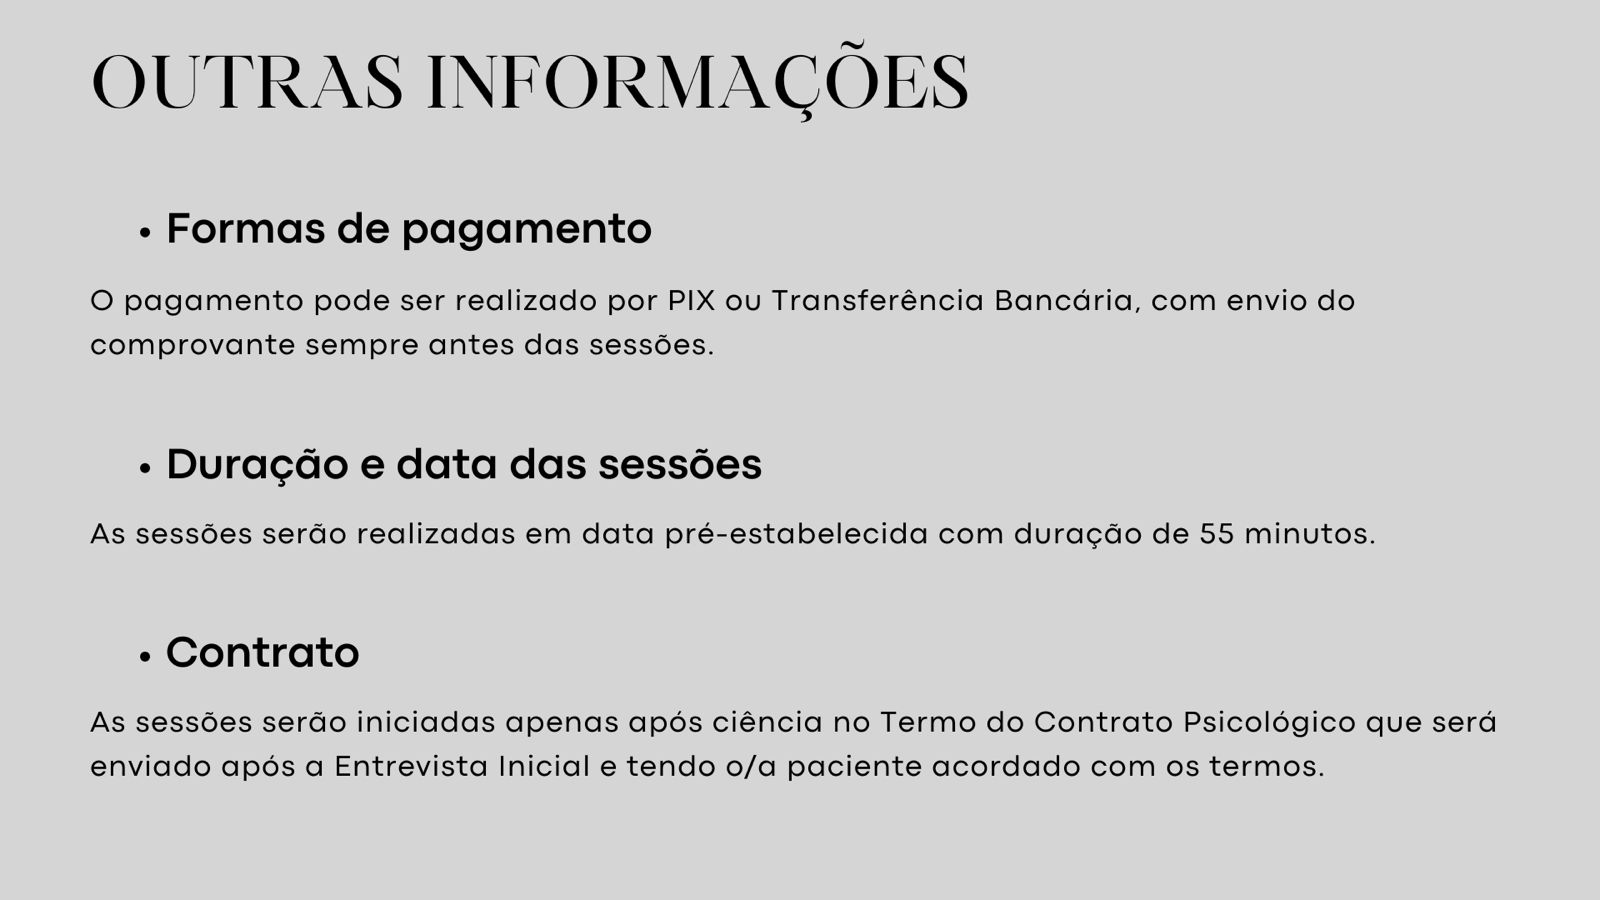 OUTRAS INFORMAÇÕES
• Formas de pagamento
O pagamento pode ser realizado por PIX ou Transferência Bancária, com envio do
comprovante sempre antes das sessões.
• Duração e data das sessões
As sessões serão realizadas em data pré-estabelecida com duração de 55 minutos.
• Contrato
As sessões serão iniciadas apenas após ciência no Termo do Contrato Psicológico que será
enviado após a Entrevista Inicial e tendo o/a paciente acordado com os termos.